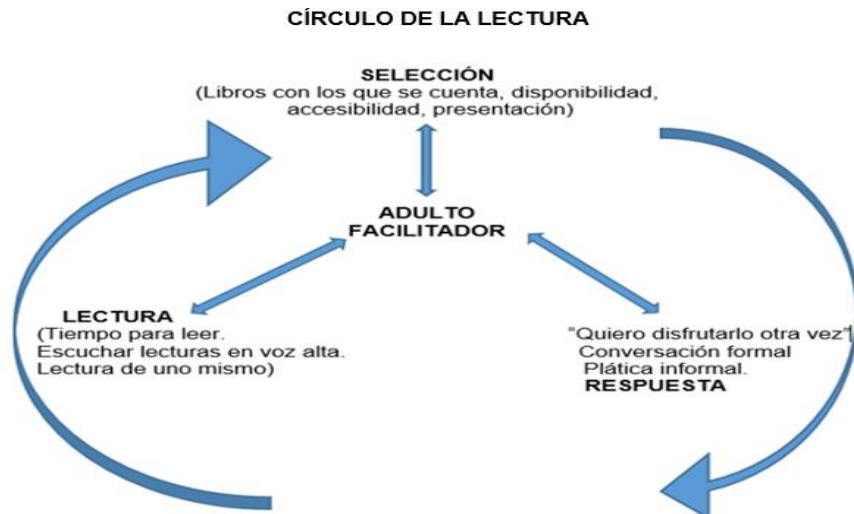 CÍRCULO DE LA LECTURA
SELECCIÓN
(Libros con los que se cuenta, disponibilidad,
accesibilidad, presentación)
ADULTO
FACILITADOR
LECTURA
(Tiempo para leer.
Escuchar lecturas en voz alta.
Lectura de uno mismo)
"Quiero disfrutarlo otra vez"
Conversación formal
Plática informal.
RESPUESTA